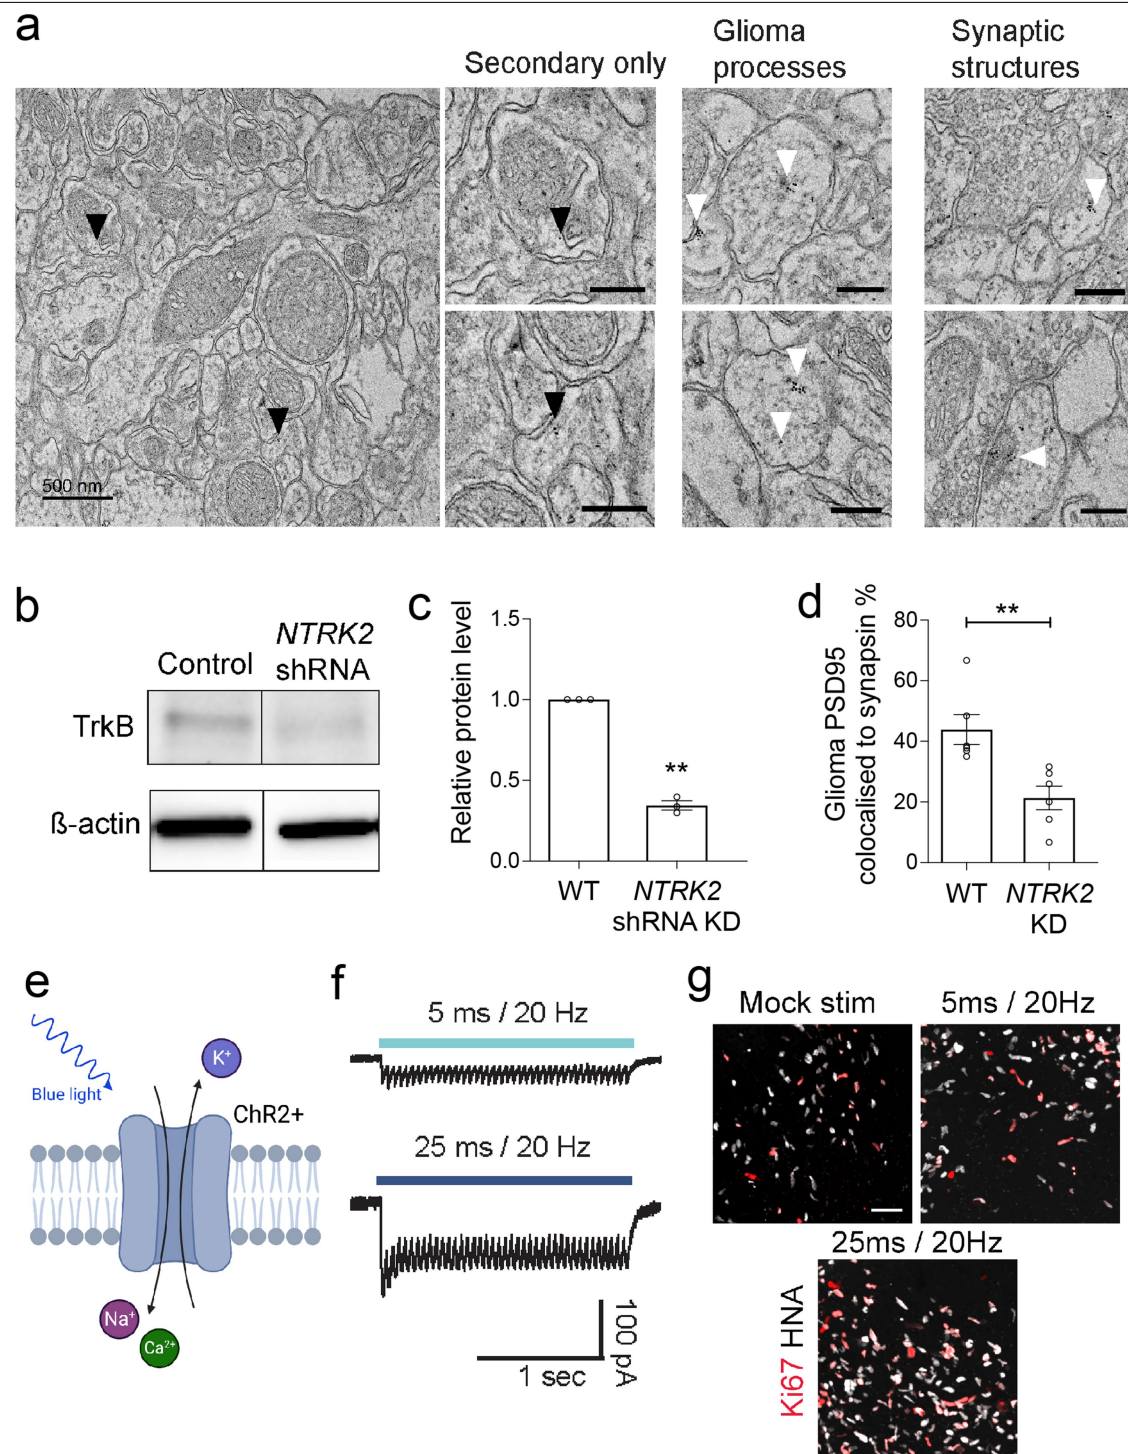 a
Secondary only
Glioma
processes
Synaptic
structures
500 nm
b
Control
NTRK2
shRNA
TrkB
ß-actin
c
Relative protein level
1.5
1.0
0.5
0.0
**
WT
NTRK2
shRNA KD
d
Glioma PSD95
colocalised to synapsin %
80
60
40
20
0
**
WT
NTRK2
KD
e
Blue light
K⁺
ChR2+
Na⁺
Ca²⁺
f
5 ms / 20 Hz
25 ms / 20 Hz
100 pA
1 sec
g
Mock stim
5ms / 20Hz
25ms / 20Hz
Ki67 HNA